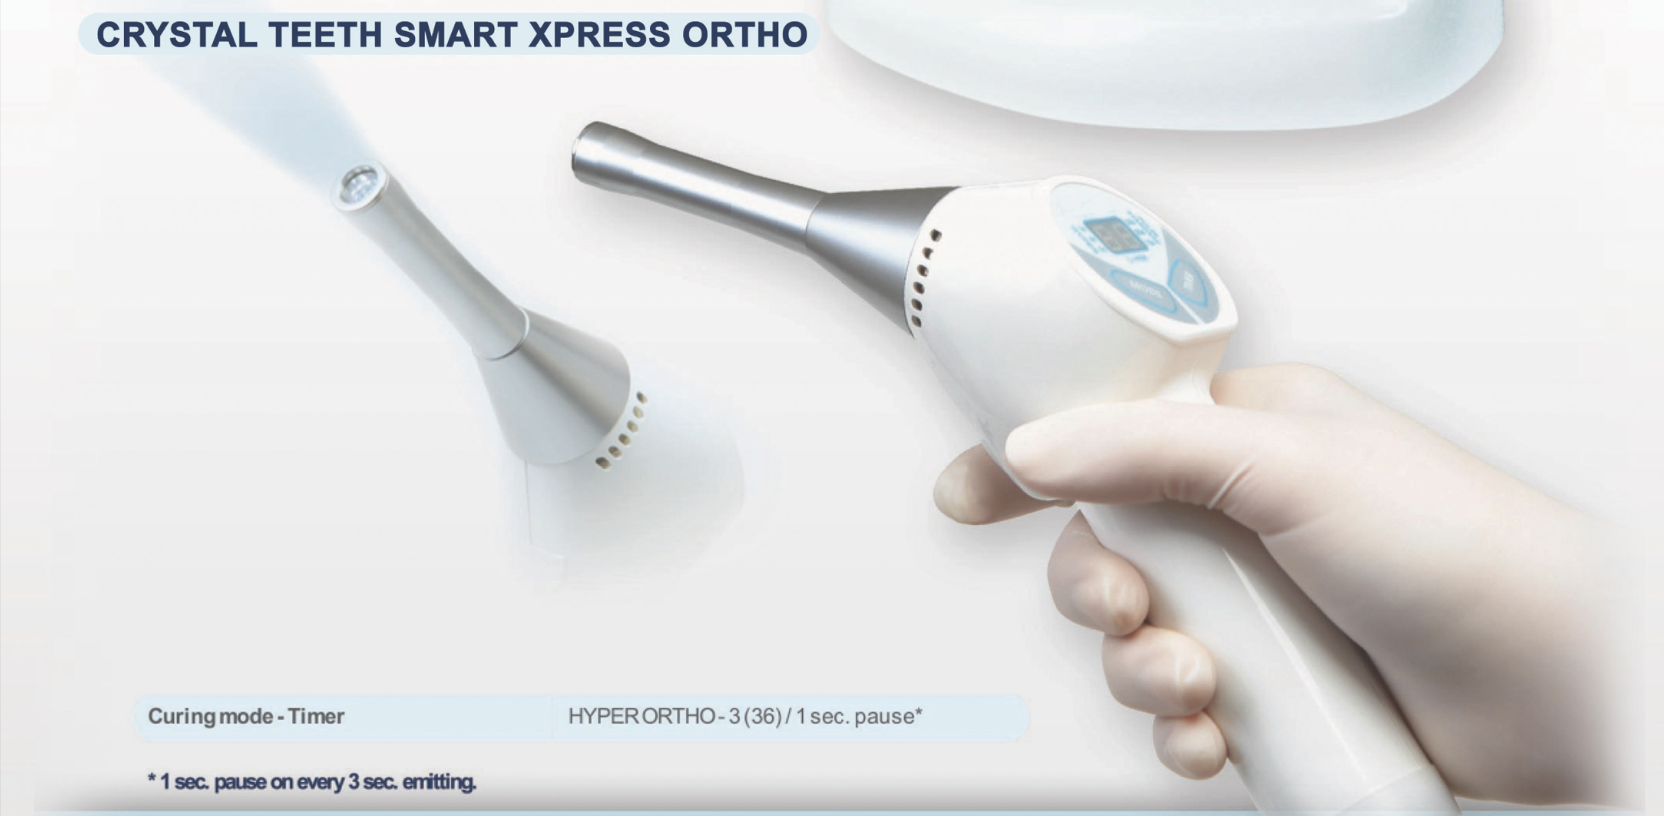 CRYSTAL TEETH SMART XPRESS ORTHO
MODE
Curing mode - Timer HYPER ORTHO - 3 (36) / 1 sec. pause*
* 1 sec. pause on every 3 sec. emitting.